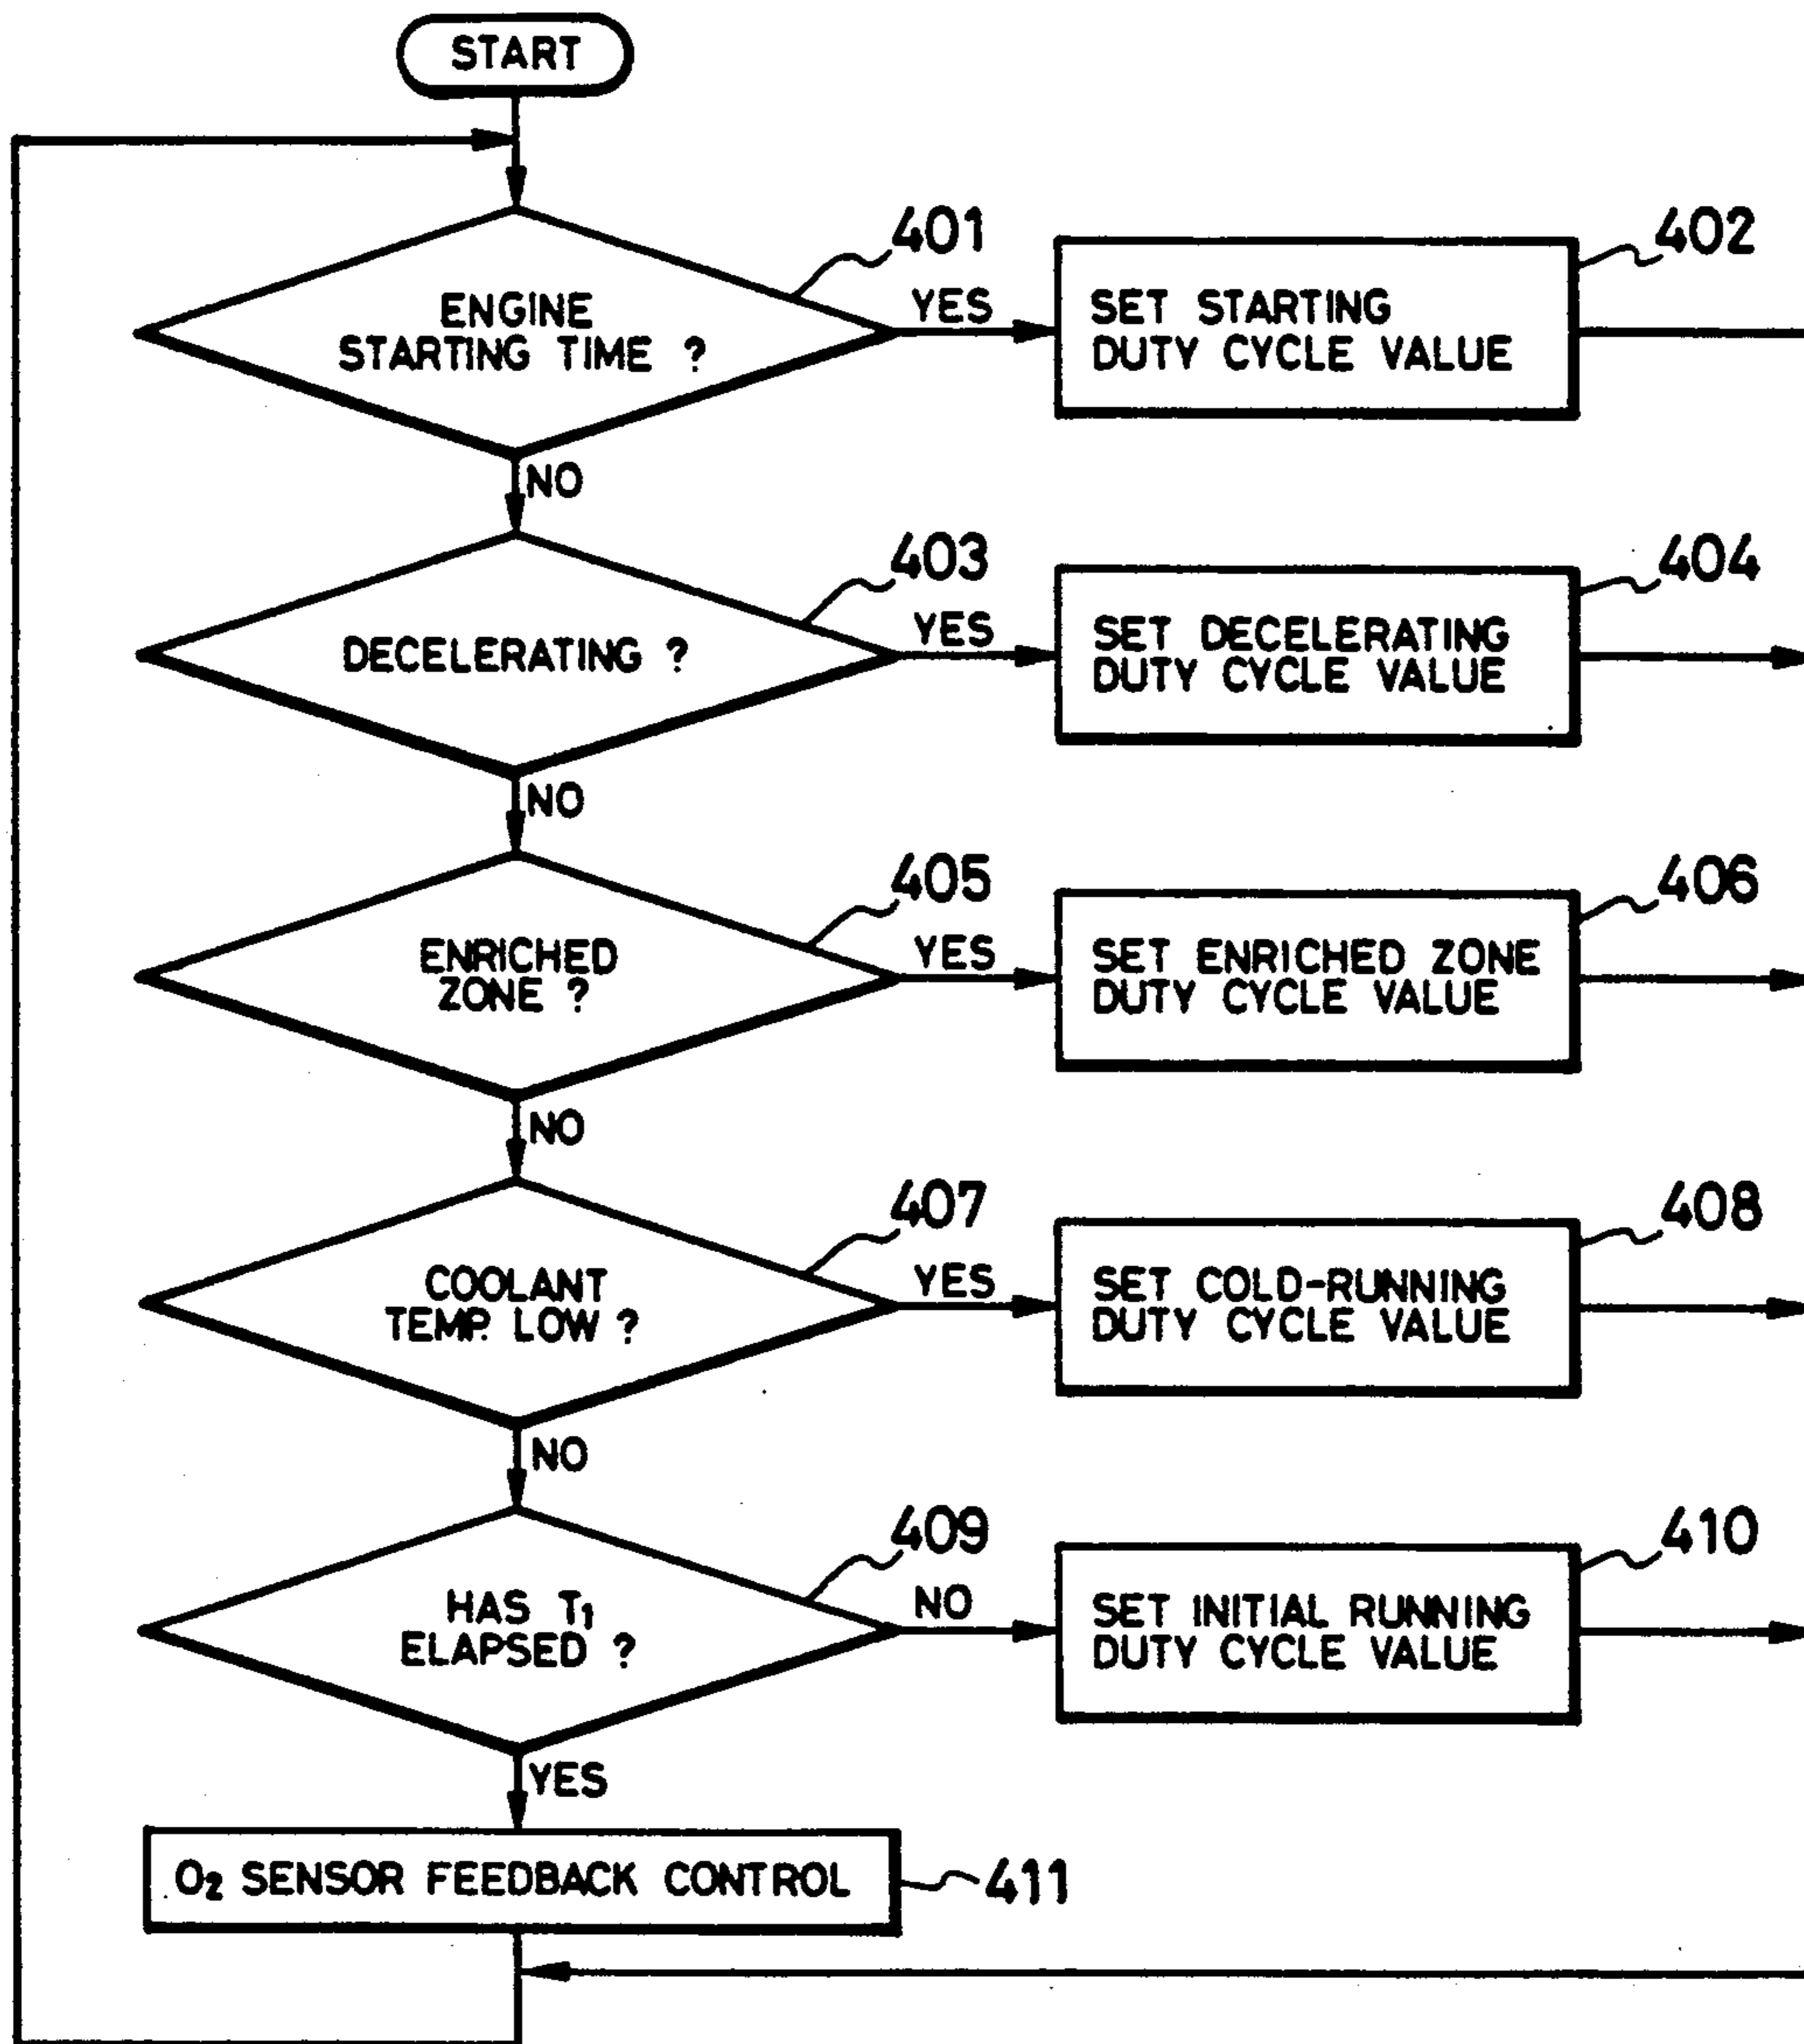 START
401
402
ENGINE
STARTING TIME ?
YES
SET STARTING
DUTY CYCLE VALUE
NO
403
404
DECELERATING ?
YES
SET DECELERATING
DUTY CYCLE VALUE
NO
405
406
ENRICHED
ZONE ?
YES
SET ENRICHED ZONE
DUTY CYCLE VALUE
NO
407
408
COOLANT
TEMP. LOW ?
YES
SET COLD-RUNNING
DUTY CYCLE VALUE
NO
409
410
HAS T₁
ELAPSED ?
NO
SET INITIAL RUNNING
DUTY CYCLE VALUE
YES
O₂ SENSOR FEEDBACK CONTROL
411